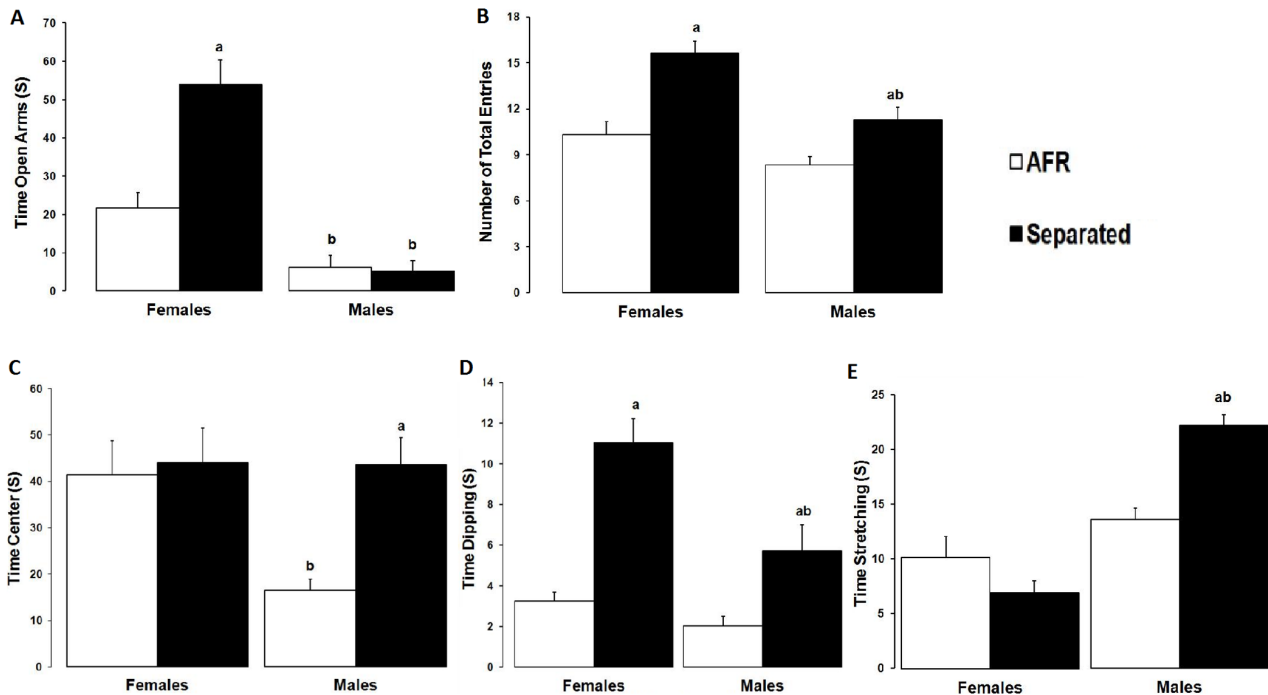 A
Time Open Arms (S)
70
60
50
40
30
20
10
0
a
b
b
Females
Males
B
Number of Total Entries
18
15
12
9
6
3
0
a
ab
Females
Males
AFR
Separated
C
Time Center (S)
60
50
40
30
20
10
0
b
a
Females
Males
D
Time Dipping (S)
14
12
10
8
6
4
2
0
a
ab
Females
Males
E
Time Stretching (S)
25
20
15
10
5
0
ab
Females
Males